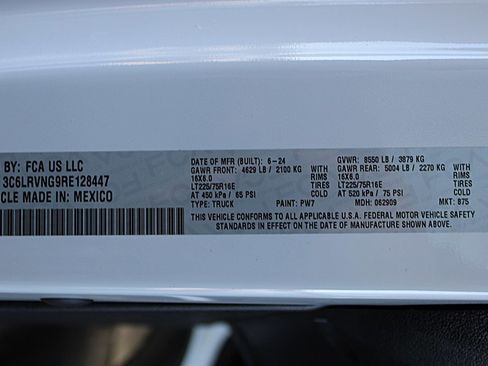 BY: FCA US LLC
3C6LRVNG9RE128447
CLE MADE IN: MEXICO
DATE OF MFR (BUILT): 6-24 GVWR: 8550 LB / 3879 KG
GAWR FRONT: 4629 LB / 2100 KG WITH GAWR REAR: 5004 LB / 2270 KG WITH
16X6.0 RIMS 16X6.0 RIMS
LT225/75R16E TIRES LT225/75R16E TIRES
AT 450 kPa / 65 PSI COLD AT 520 kPa / 75 PSI COLD
TYPE: TRUCK PAINT: PW7 MDH: 062909 MKT: 875
THIS VEHICLE CONFORMS TO ALL APPLICABLE U.S.A. FEDERAL MOTOR VEHICLE SAFETY
STANDARDS IN EFFECT ON THE DATE OF MANUFACTURE SHOWN ABOVE.